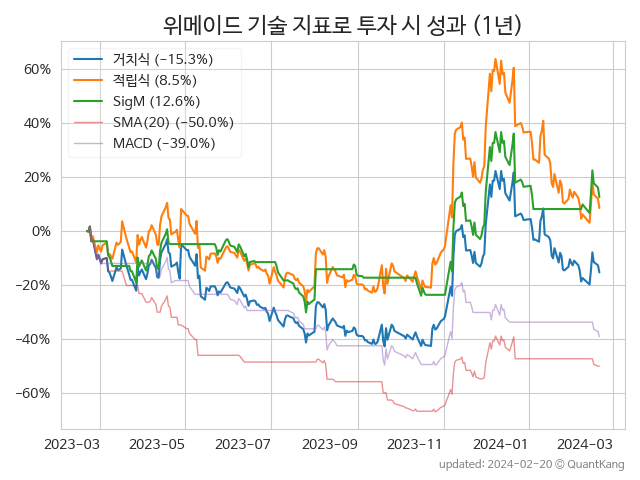 위메이드 기술 지표로 투자 시 성과 (1년)
거치식 (−15.3%)
적립식 (8.5%)
SigM (12.6%)
SMA(20) (−50.0%)
MACD (−39.0%)
60%
40%
20%
0%
−20%
−40%
−60%
2023-03 2023-05 2023-07 2023-09 2023-11 2024-01 2024-03
updated: 2024-02-20 ⓒ QuantKang